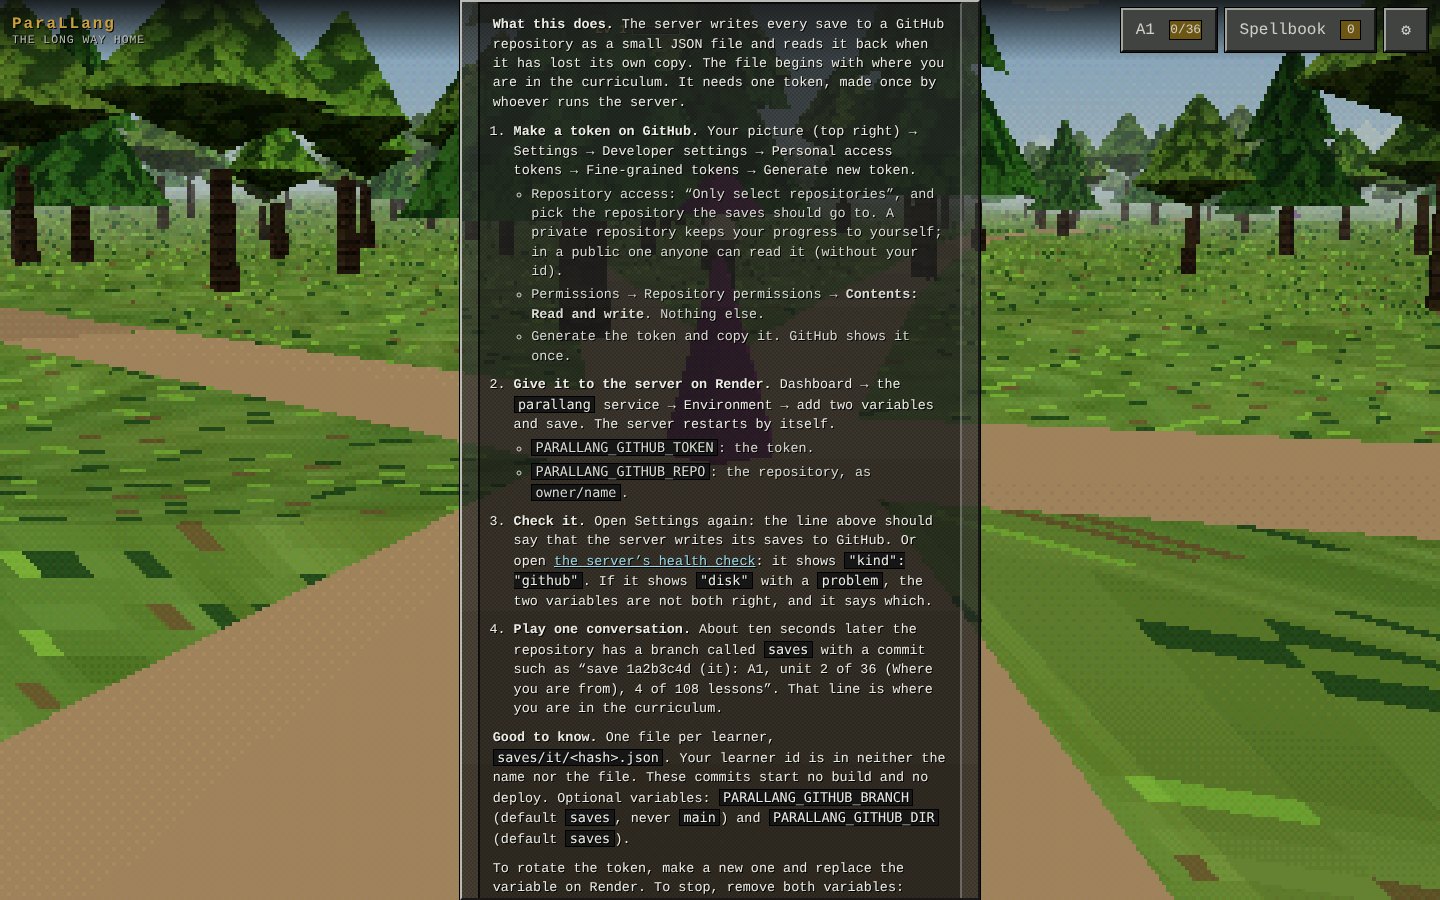 ParaLLang
THE LONG WAY HOME
A1 0/36
Spellbook 0
⚙
What this does. The server writes every save to a GitHub
repository as a small JSON file and reads it back when
it has lost its own copy. The file begins with where you
are in the curriculum. It needs one token, made once by
whoever runs the server.
1. Make a token on GitHub. Your picture (top right) →
Settings → Developer settings → Personal access
tokens → Fine-grained tokens → Generate new token.
◦ Repository access: “Only select repositories”, and
pick the repository the saves should go to. A
private repository keeps your progress to yourself;
in a public one anyone can read it (without your
id).
◦ Permissions → Repository permissions → Contents:
Read and write. Nothing else.
◦ Generate the token and copy it. GitHub shows it
once.
2. Give it to the server on Render. Dashboard → the
parallang service → Environment → add two variables
and save. The server restarts by itself.
◦ PARALLANG_GITHUB_TOKEN: the token.
◦ PARALLANG_GITHUB_REPO: the repository, as
owner/name.
3. Check it. Open Settings again: the line above should
say that the server writes its saves to GitHub. Or
open the server’s health check: it shows "kind":
"github". If it shows "disk" with a problem, the
two variables are not both right, and it says which.
4. Play one conversation. About ten seconds later the
repository has a branch called saves with a commit
such as “save 1a2b3c4d (it): A1, unit 2 of 36 (Where
you are from), 4 of 108 lessons”. That line is where
you are in the curriculum.
Good to know. One file per learner,
saves/it/<hash>.json. Your learner id is in neither the
name nor the file. These commits start no build and no
deploy. Optional variables: PARALLANG_GITHUB_BRANCH
(default saves, never main) and PARALLANG_GITHUB_DIR
(default saves).
To rotate the token, make a new one and replace the
variable on Render. To stop, remove both variables: